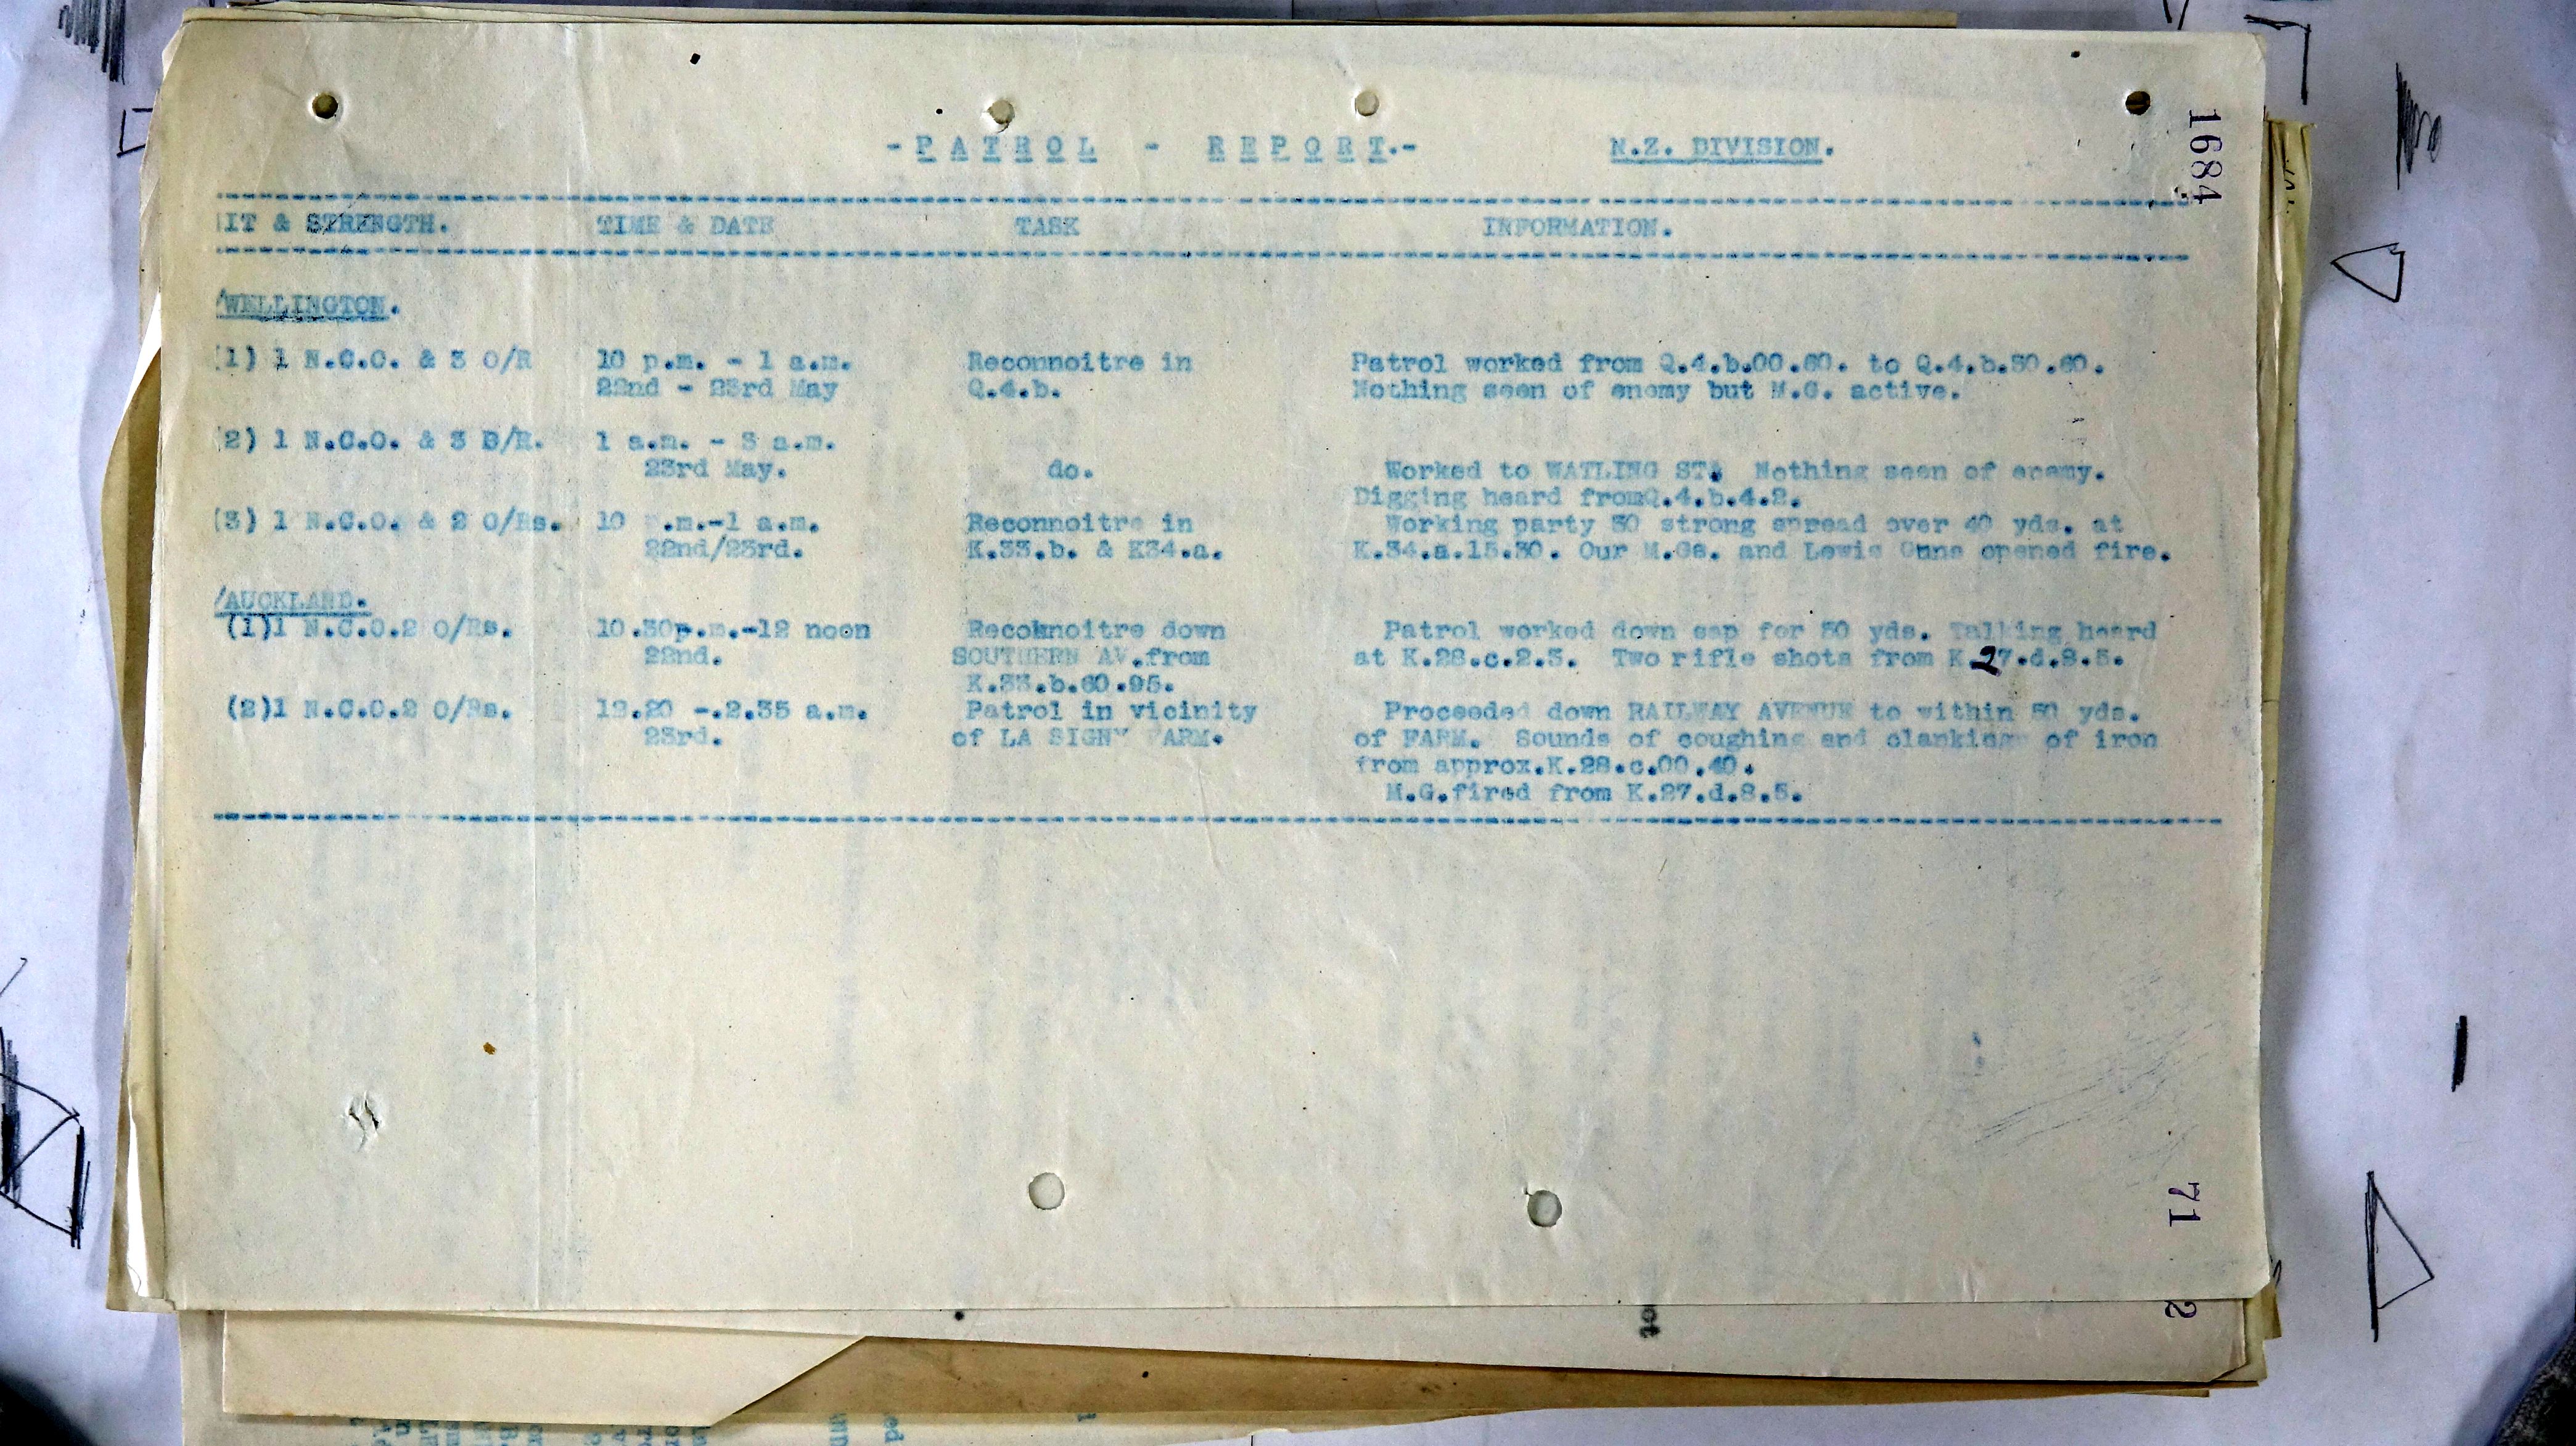 -P A T R O L - R E P O R T.- N.Z. DIVISION.
1684
IT & STRENGTH. TIME & DATE TASK INFORMATION.
/WELLINGTON.
(1) 1 N.C.O. & 3 O/R 10 p.m. - 1 a.m. Reconnoitre in Patrol worked from Q.4.b.00.60. to Q.4.b.50.60.
22nd - 23rd May Q.4.b. Nothing seen of enemy but M.G. active.
(2) 1 N.C.O. & 3 O/R. 1 a.m. - 3 a.m.
23rd May. do. Worked to WATLING ST. Nothing seen of enemy.
Digging heard fromQ.4.b.4.2.
(3) 1 N.C.O. & 2 O/Rs. 10 .m.-1 a.m. Reconnoitre in Working party 30 strong spread over 40 yds. at
22nd/23rd. K.33.b. & K34.a. K.34.a.15.30. Our M.Gs. and Lewis Guns opened fire.
/AUCKLAND.
(1)1 N.C.O.2 O/Rs. 10.30p.m.-12 noon Reconnoitre down Patrol worked down sap for 50 yds. Talking heard
22nd. SOUTHERN AV.from at K.28.c.2.3. Two rifle shots from K.27.d.8.5.
K.33.b.60.95.
(2)1 N.C.O.2 O/Rs. 12.20 -.2.35 a.m. Patrol in vicinity Proceeded down RAILWAY AVENUE to within 50 yds.
23rd. of LA SIGNY FARM. of FARM. Sounds of coughing and clanking of iron
from approx.K.28.c.00.40.
M.G.fired from K.27.d.8.5.
71
2